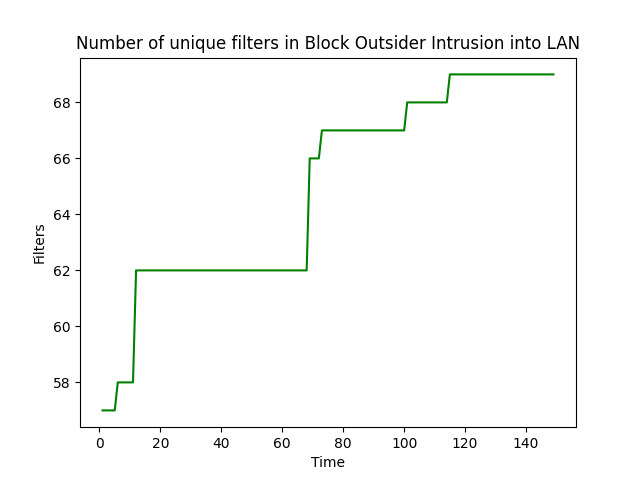 Number of unique filters in Block Outsider Intrusion into LAN
68
66
64
62
60
58
Filters
0 20 40 60 80 100 120 140
Time